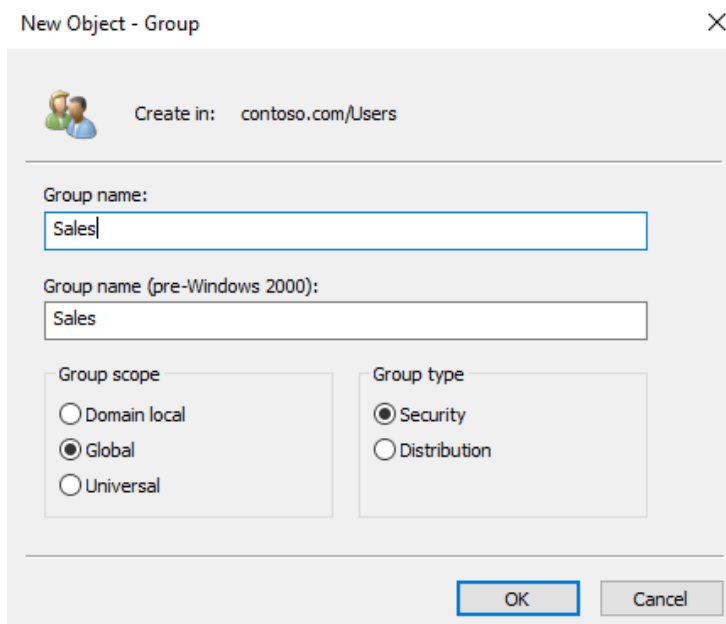 New Object - Group
Create in: contoso.com/Users
Group name:
Sales
Group name (pre-Windows 2000):
Sales
Group scope
Domain local
Global
Universal
Group type
Security
Distribution
OK
Cancel